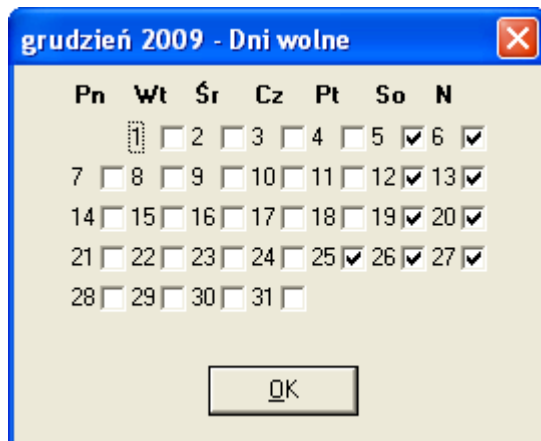 grudzień 2009 - Dni wolne
Pn Wt Śr Cz Pt So N
1 2 3 4 5 6
7 8 9 10 11 12 13
14 15 16 17 18 19 20
21 22 23 24 25 26 27
28 29 30 31
OK